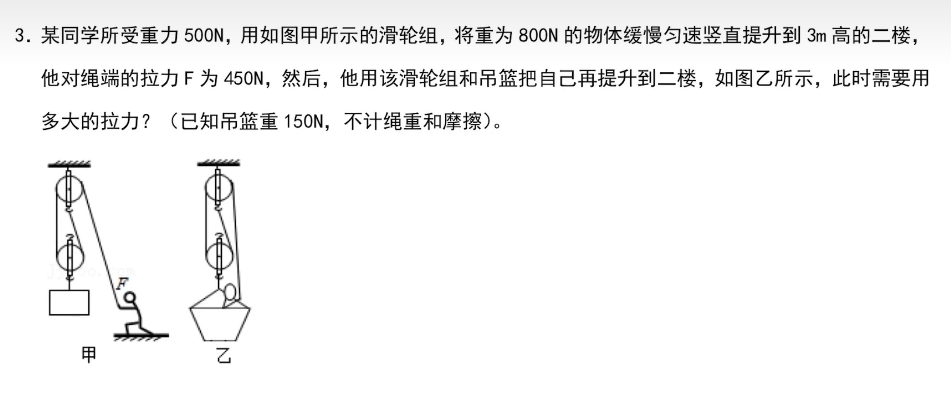 3. 某同学所受重力 500N，用如图甲所示的滑轮组，将重为 800N 的物体缓慢匀速竖直提升到 3m 高的二楼，
他对绳端的拉力 F 为 450N，然后，他用该滑轮组和吊篮把自己再提升到二楼，如图乙所示，此时需要用
多大的拉力？（已知吊篮重 150N，不计绳重和摩擦）。
F
甲
乙